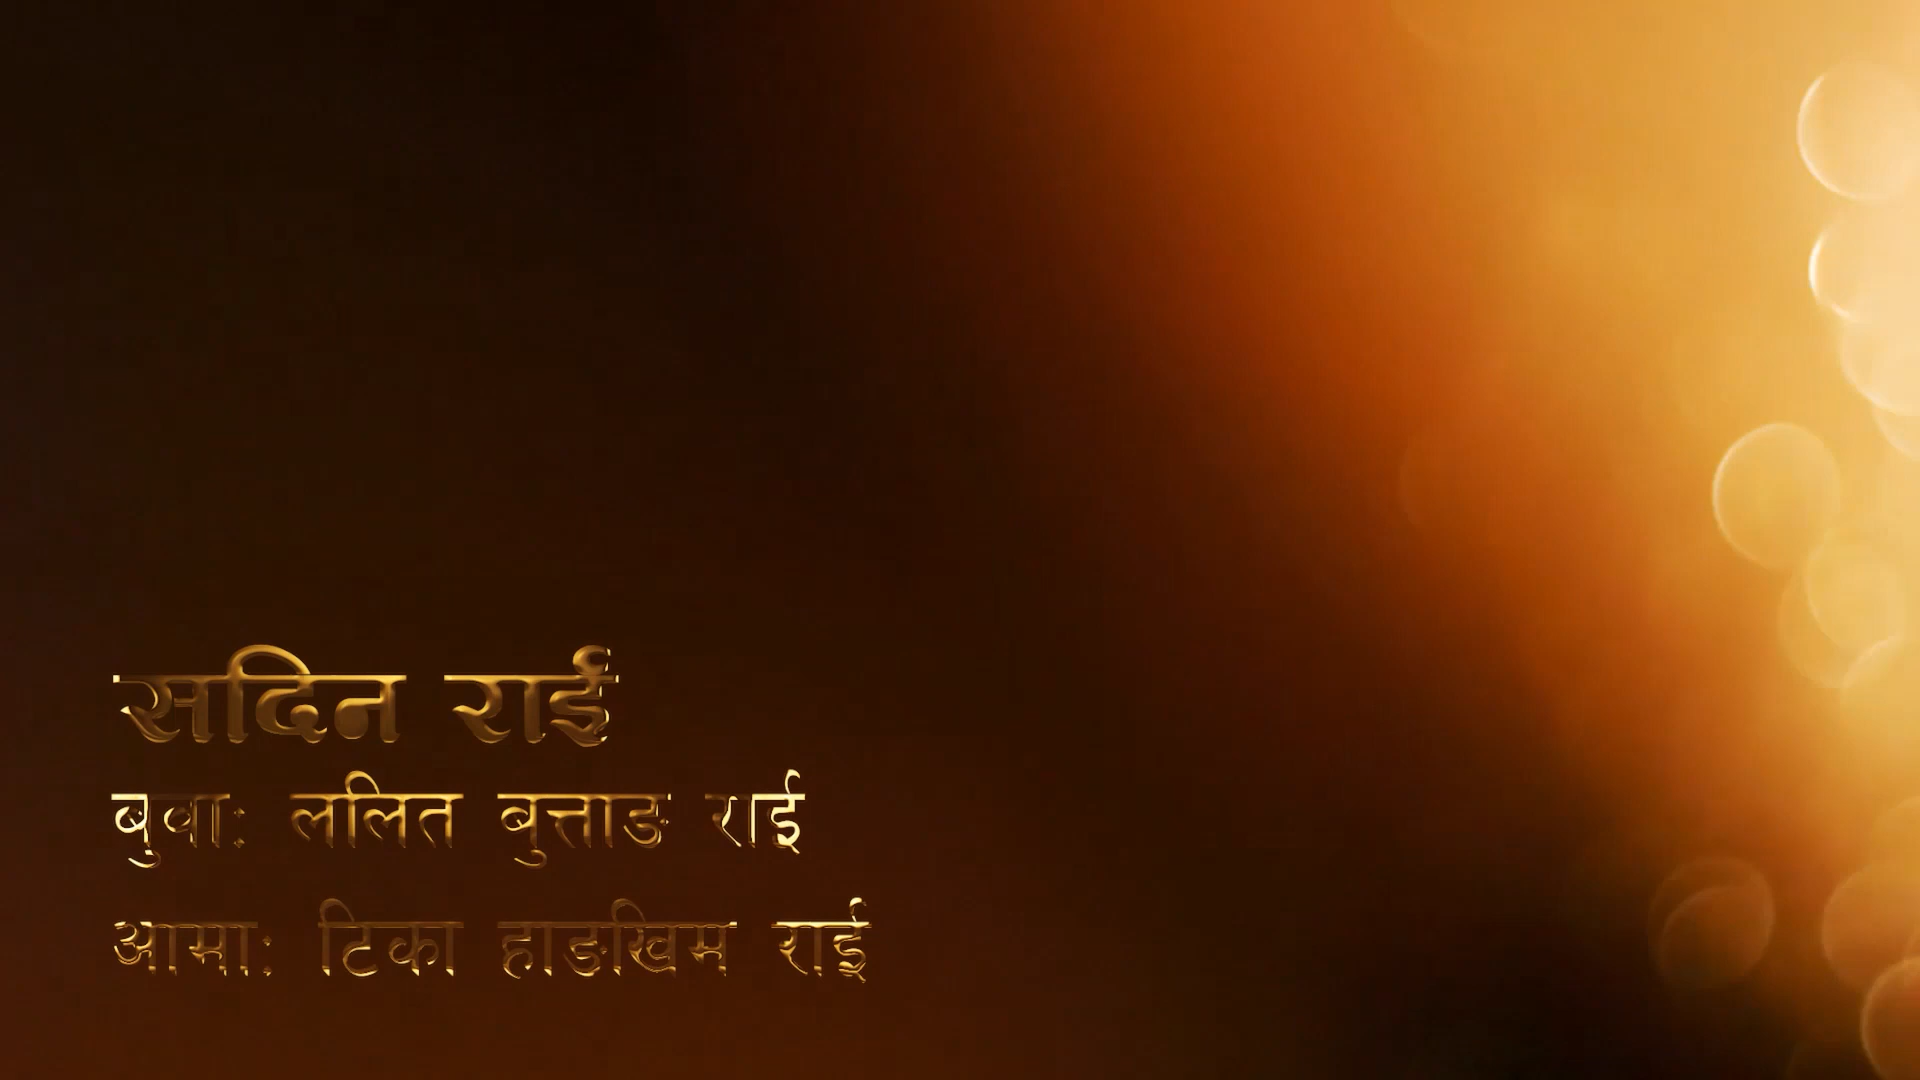 सदिन राई
बुवा: ललित बुत्ताङ राई
आमा: टिका हाङखिम राई